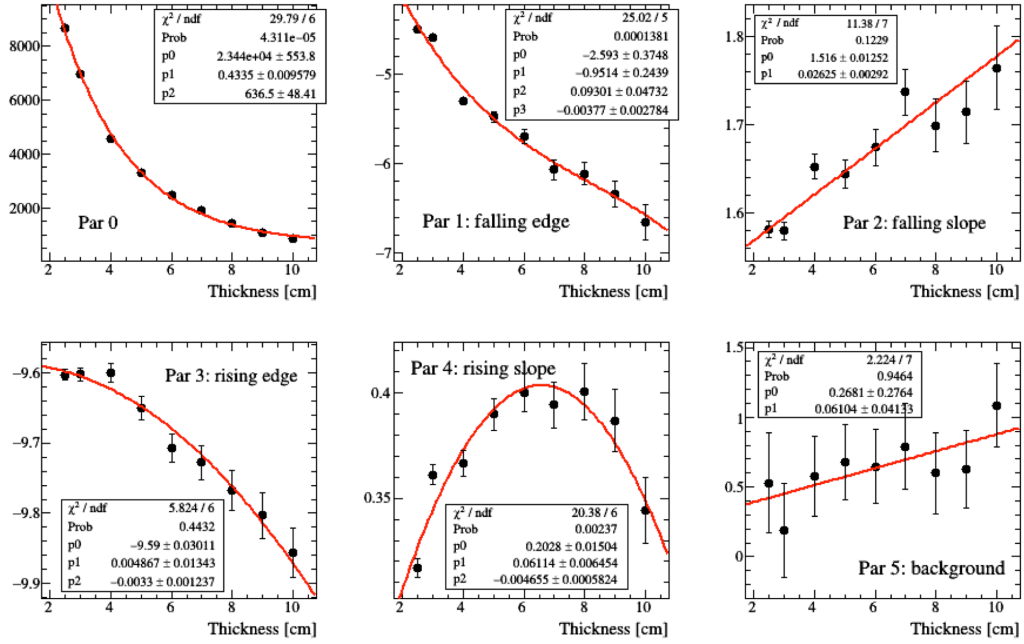 χ² / ndf 29.79 / 6
Prob 4.311e−05
p0 2.344e+04 ± 553.8
p1 0.4335 ± 0.009579
p2 636.5 ± 48.41
8000
6000
4000
2000
Par 0
2 4 6 8 10
Thickness [cm]
χ² / ndf 25.02 / 5
Prob 0.0001381
p0 −2.593 ± 0.3748
p1 −0.9514 ± 0.2439
p2 0.09301 ± 0.04732
p3 −0.00377 ± 0.002784
−5
−6
−7
Par 1: falling edge
2 4 6 8 10
Thickness [cm]
χ² / ndf 11.38 / 7
Prob 0.1229
p0 1.516 ± 0.01252
p1 0.02625 ± 0.00292
1.8
1.7
1.6
Par 2: falling slope
2 4 6 8 10
Thickness [cm]
Par 3: rising edge
−9.6
−9.7
−9.8
−9.9
χ² / ndf 5.824 / 6
Prob 0.4432
p0 −9.59 ± 0.03011
p1 0.004867 ± 0.01343
p2 −0.0033 ± 0.001237
2 4 6 8 10
Thickness [cm]
Par 4: rising slope
0.4
0.35
χ² / ndf 20.38 / 6
Prob 0.00237
p0 0.2028 ± 0.01504
p1 0.06114 ± 0.006454
p2 −0.004655 ± 0.0005824
2 4 6 8 10
Thickness [cm]
χ² / ndf 2.224 / 7
Prob 0.9464
p0 0.2681 ± 0.2764
p1 0.06104 ± 0.04133
1.5
1
0.5
0
Par 5: background
2 4 6 8 10
Thickness [cm]